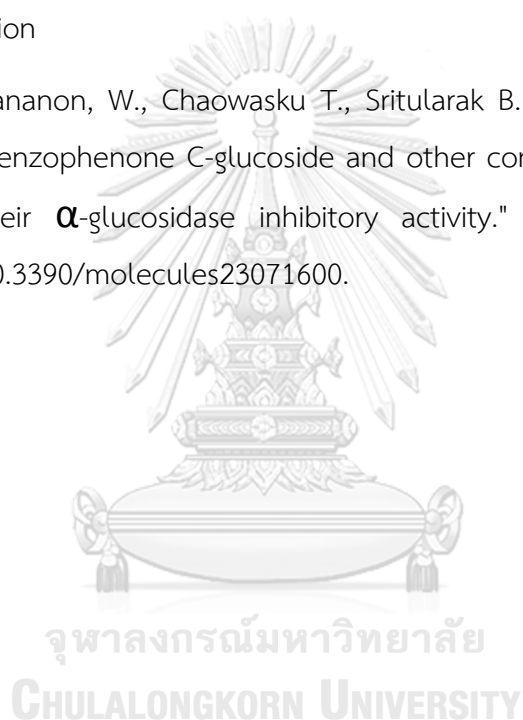 ion
ananon, W., Chaowasku T., Sritularak B.
enzophenone C-glucoside and other con
eir α-glucosidase inhibitory activity."
0.3390/molecules23071600.
จุฬาลงกรณ์มหาวิทยาลัย
CHULALONGKORN UNIVERSITY